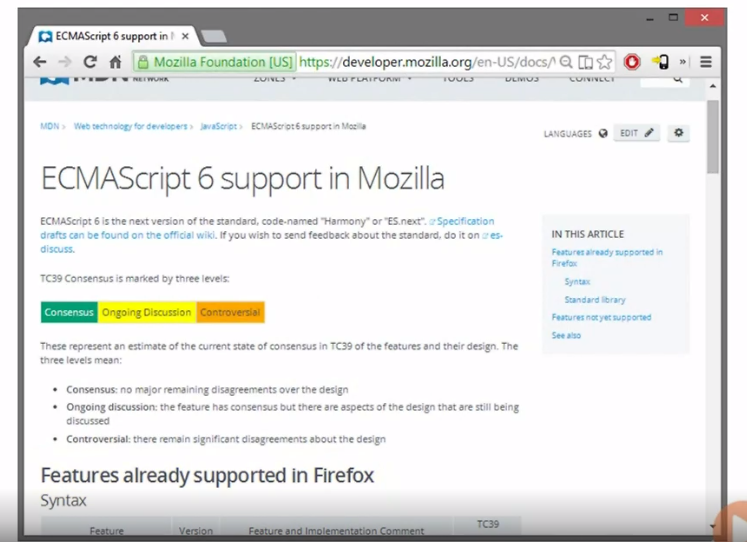 ECMAScript 6 support in
Mozilla Foundation [US] https://developer.mozilla.org/en-US/docs/
NETWORK ZONES WEB PLATFORM TOOLS DEMOS CONNECT
MDN > Web technology for developers > JavaScript > ECMAScript 6 support in Mozilla
LANGUAGES EDIT
ECMAScript 6 support in Mozilla
ECMAScript 6 is the next version of the standard, code-named "Harmony" or "ES.next". Specification
drafts can be found on the official wiki. If you wish to send feedback about the standard, do it on es-
discuss.
TC39 Consensus is marked by three levels:
Consensus Ongoing Discussion Controversial
These represent an estimate of the current state of consensus in TC39 of the features and their design. The
three levels mean:
• Consensus: no major remaining disagreements over the design
• Ongoing discussion: the feature has consensus but there are aspects of the design that are still being
discussed
• Controversial: there remain significant disagreements about the design
Features already supported in Firefox
Syntax
Feature Version Feature and Implementation Comment TC39
IN THIS ARTICLE
Features already supported in
Firefox
Syntax
Standard library
Features not yet supported
See also